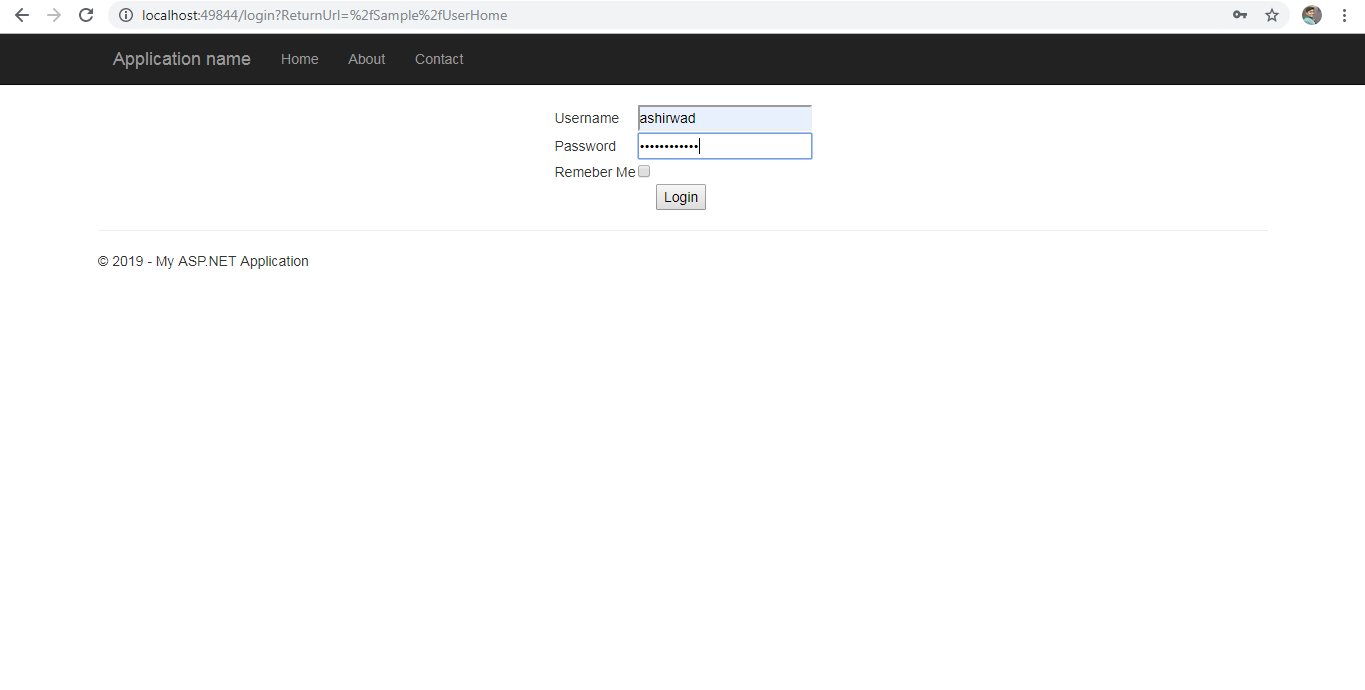 localhost:49844/login?ReturnUrl=%2fSample%2fUserHome
Application name Home About Contact
Username ashirwad
Password ••••••••••••
Remeber Me
Login
© 2019 - My ASP.NET Application